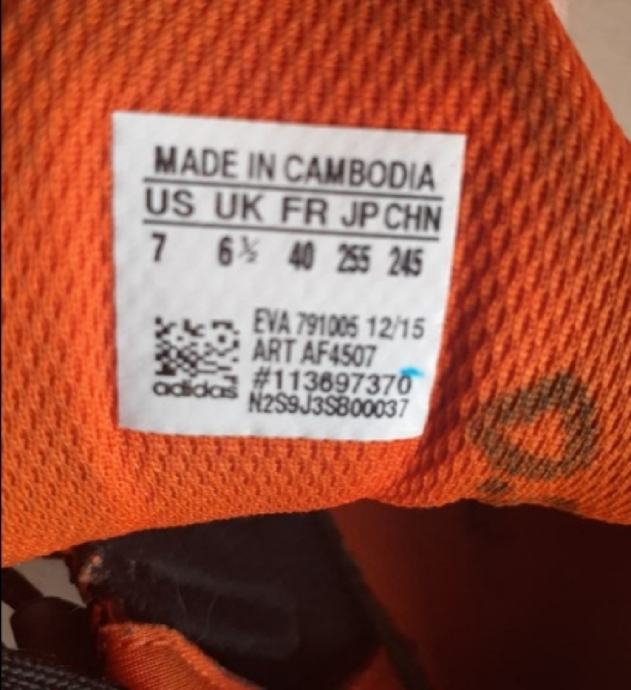 MADE IN CAMBODIA
US UK FR JP CHN
7 6½ 40 255 245
EVA 791005 12/15
ART AF4507
#113697370
adidas
N2S9J3S800037